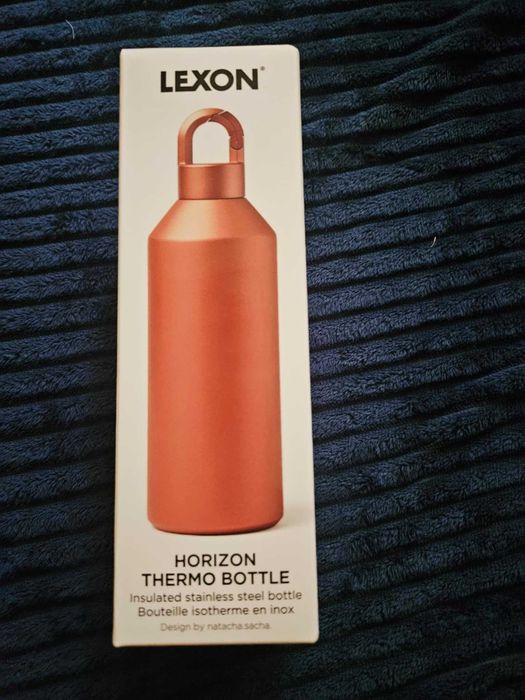 LEXON®
HORIZON
THERMO BOTTLE
Insulated stainless steel bottle
Bouteille isotherme en inox
Design by natacha.sacha.